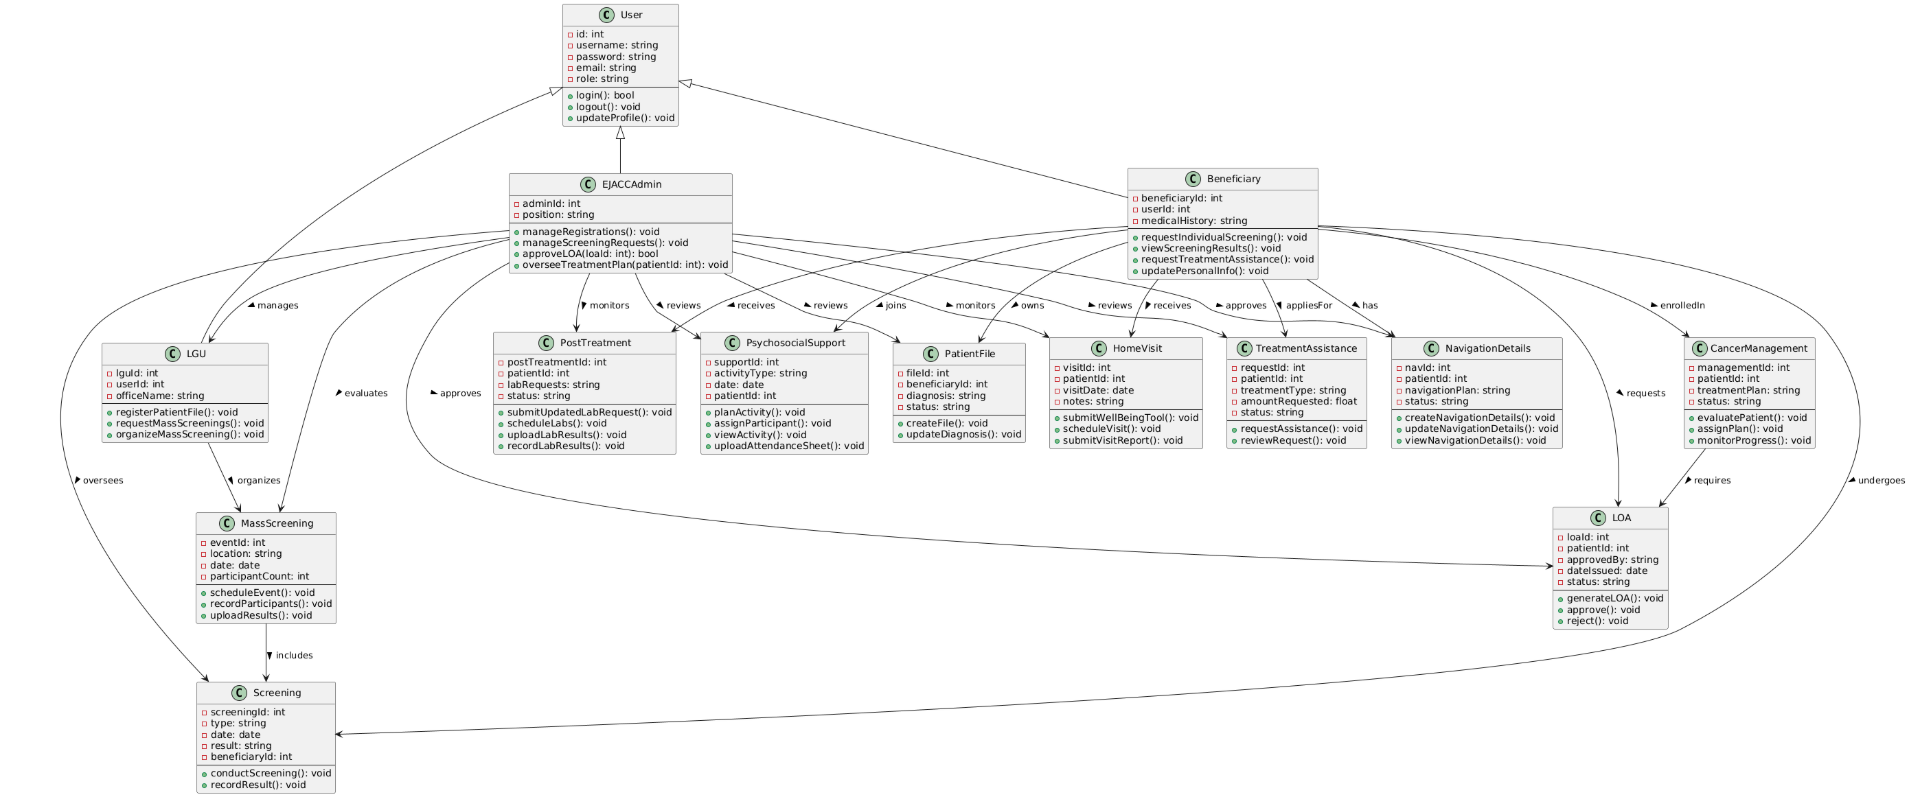 C User
id: int
username: string
password: string
email: string
role: string
login(): bool
logout(): void
updateProfile(): void
C EJACCAdmin
adminId: int
position: string
manageRegistrations(): void
manageScreeningRequests(): void
approveLOA(loaId: int): bool
overseeTreatmentPlan(patientId: int): void
C Beneficiary
beneficiaryId: int
userId: int
medicalHistory: string
requestIndividualScreening(): void
viewScreeningResults(): void
requestTreatmentAssistance(): void
updatePersonalInfo(): void
manages
monitors
reviews
receives
reviews
joins
monitors
owns
reviews
receives
approves
appliesFor
has
enrolledIn
C LGU
lguId: int
userId: int
officeName: string
registerPatientFile(): void
requestMassScreenings(): void
organizeMassScreening(): void
evaluates
approves
C PostTreatment
postTreatmentId: int
patientId: int
labRequests: string
status: string
submitUpdatedLabRequest(): void
scheduleLabs(): void
uploadLabResults(): void
recordLabResults(): void
C PsychosocialSupport
supportId: int
activityType: string
date: date
patientId: int
planActivity(): void
assignParticipant(): void
viewActivity(): void
uploadAttendanceSheet(): void
C PatientFile
fileId: int
beneficiaryId: int
diagnosis: string
status: string
createFile(): void
updateDiagnosis(): void
C HomeVisit
visitId: int
patientId: int
visitDate: date
notes: string
submitWellBeingTool(): void
scheduleVisit(): void
submitVisitReport(): void
C TreatmentAssistance
requestId: int
patientId: int
treatmentType: string
amountRequested: float
status: string
requestAssistance(): void
reviewRequest(): void
C NavigationDetails
navId: int
patientId: int
navigationPlan: string
status: string
createNavigationDetails(): void
updateNavigationDetails(): void
viewNavigationDetails(): void
requests
C CancerManagement
managementId: int
patientId: int
treatmentPlan: string
status: string
evaluatePatient(): void
assignPlan(): void
monitorProgress(): void
oversees
organizes
requires
undergoes
C MassScreening
eventId: int
location: string
date: date
participantCount: int
scheduleEvent(): void
recordParticipants(): void
uploadResults(): void
C LOA
loaId: int
patientId: int
approvedBy: string
dateIssued: date
status: string
generateLOA(): void
approve(): void
reject(): void
includes
C Screening
screeningId: int
type: string
date: date
result: string
beneficiaryId: int
conductScreening(): void
recordResult(): void